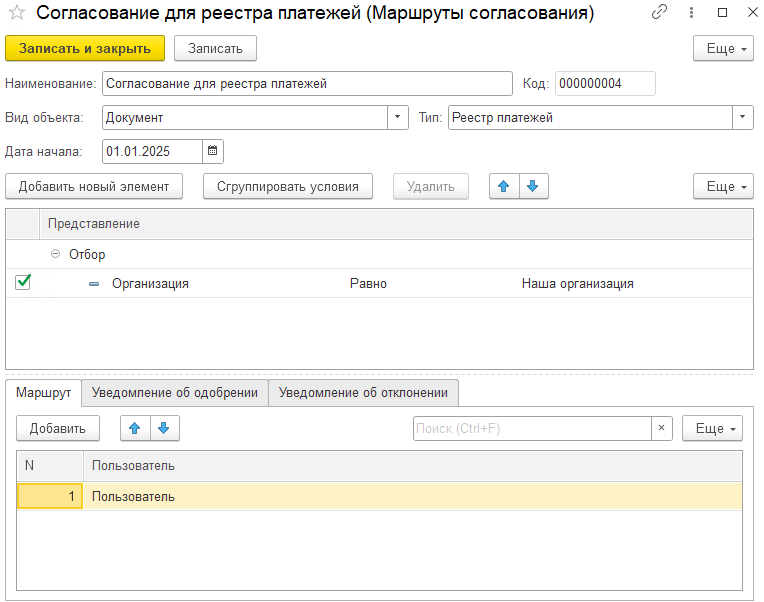 Согласование для реестра платежей (Маршруты согласования)
Записать и закрыть Записать Еще
Наименование: Согласование для реестра платежей Код: 000000004
Вид объекта: Документ Тип: Реестр платежей
Дата начала: 01.01.2025
Добавить новый элемент Сгруппировать условия Удалить Еще
Представление
Отбор
Организация Равно Наша организация
Маршрут Уведомление об одобрении Уведомление об отклонении
Добавить Поиск (Ctrl+F) × Еще
N Пользователь
1 Пользователь